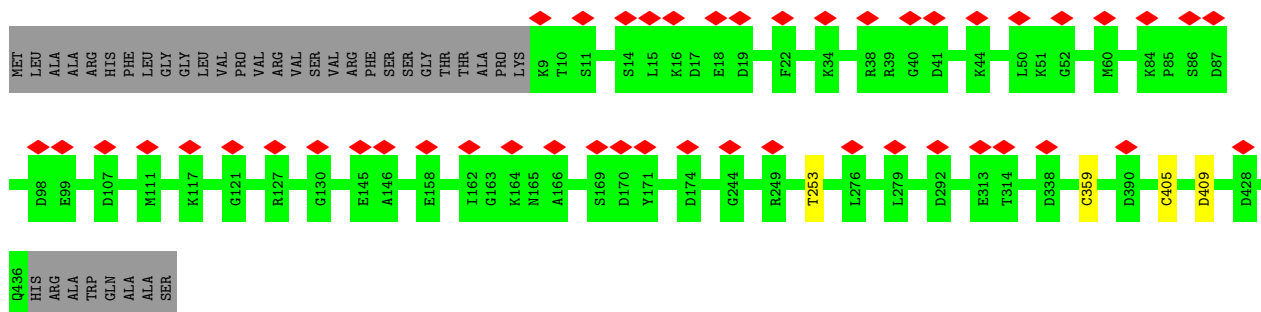 MET LEU ALA ALA ARG HIS PHE LEU GLY GLY LEU VAL PRO VAL ARG VAL SER VAL ARG PHE SER SER GLY THR THR ALA PRO LYS K9 T10 S11 S14 L15 K16 D17 E18 D19 F22 K34 R38 R39 G40 D41 K44 L50 K51 G52 M60 K84 P85 S86 D87
D98 E99 D107 M111 K117 G121 R127 G130 E145 A146 E158 I162 G163 K164 N165 A166 S169 D170 Y171 D174 G244 R249 T253 L276 L279 D292 E313 T314 D338 C359 D390 C405 D409 D428
Q436 HIS ARG ALA TRP GLN ALA ALA SER